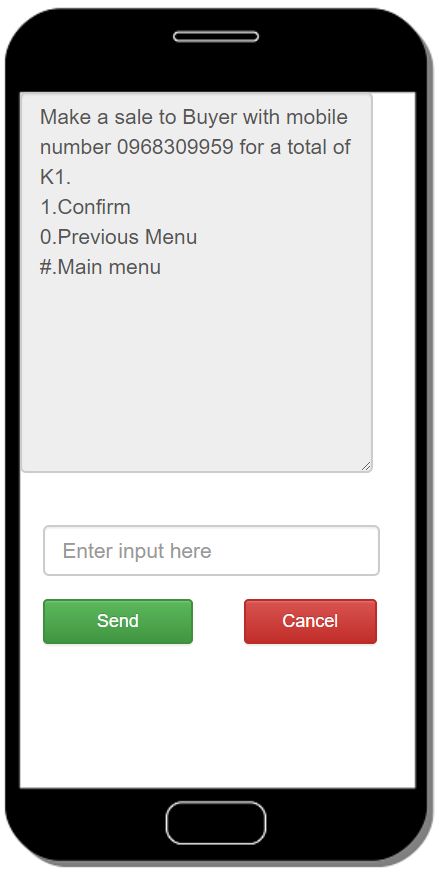 Make a sale to Buyer with mobile
number 0968309959 for a total of
K1.
1.Confirm
0.Previous Menu
#.Main menu
Enter input here
Send
Cancel